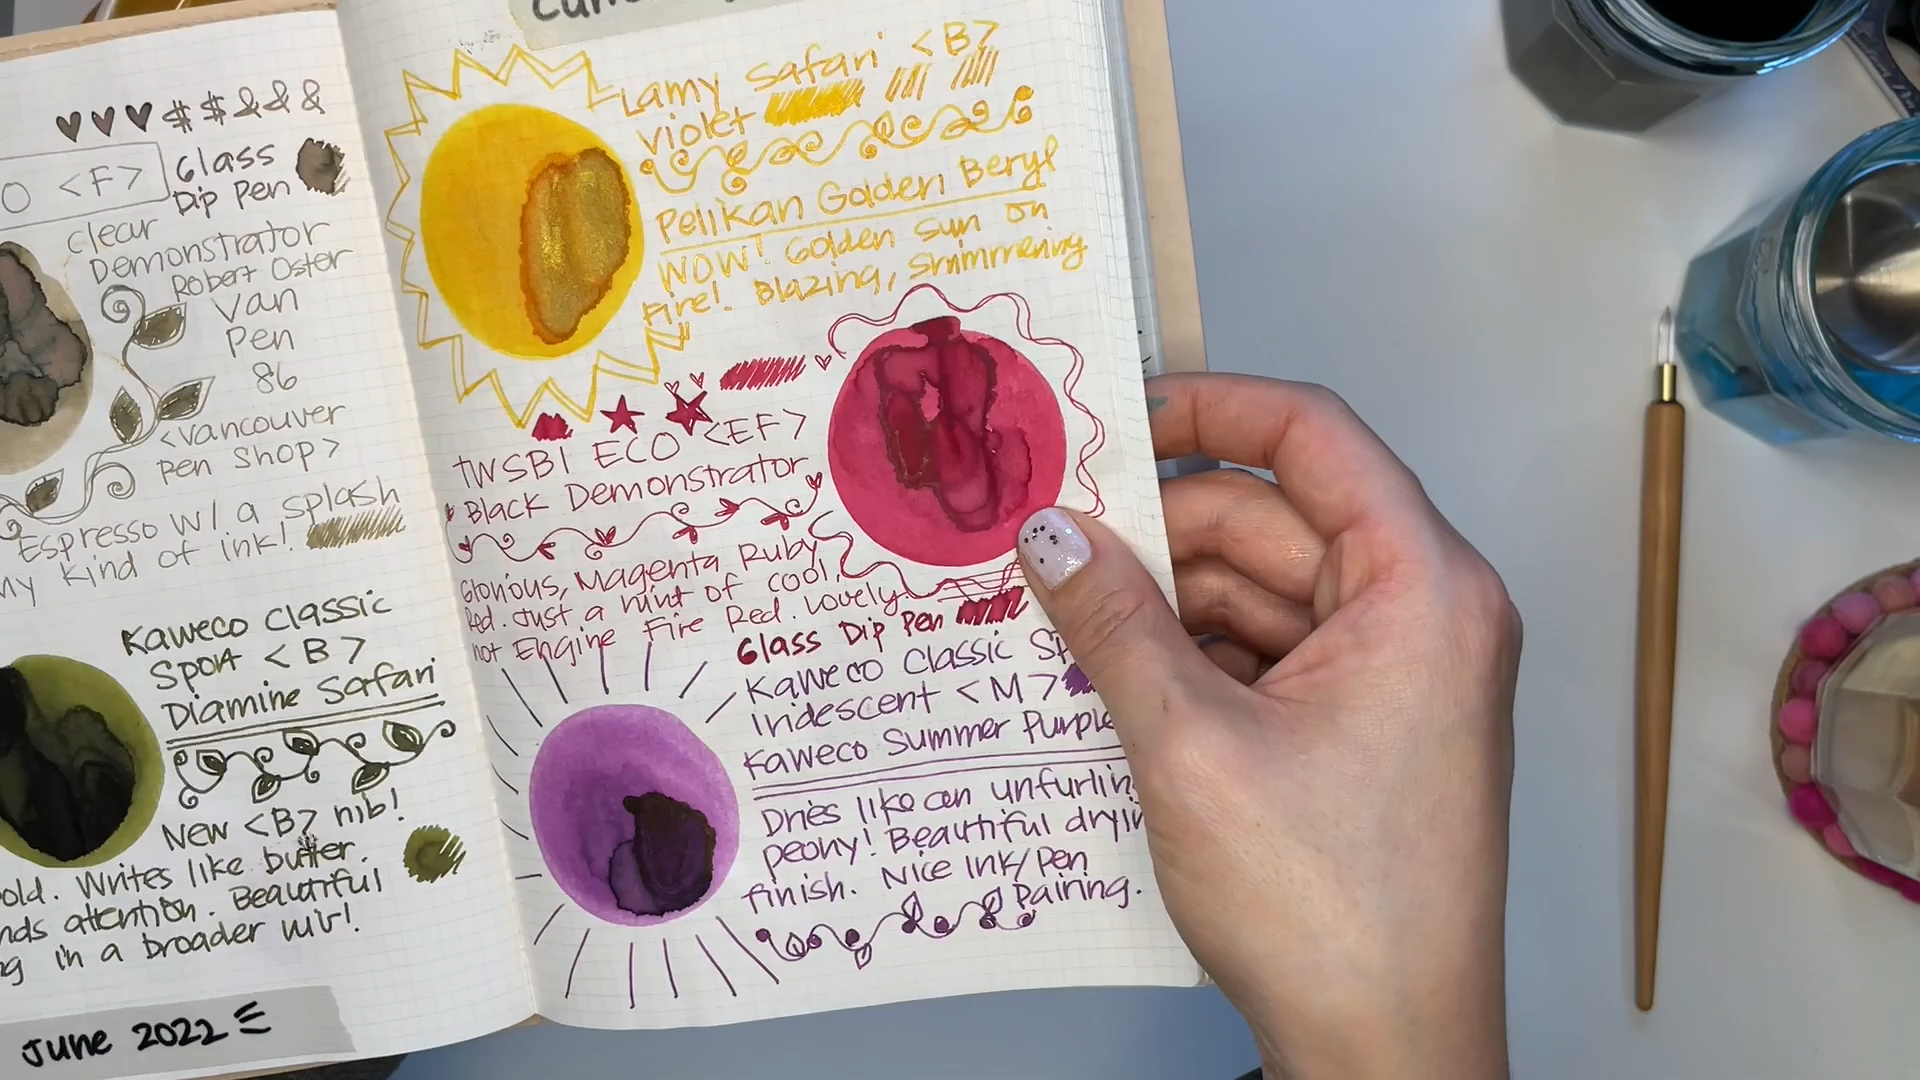 ♥♥♥$$&&&
O <F>
Glass
Dip Pen
Clear
Demonstrator
Robert Oster
Van
Pen
86
<Vancouver
Pen Shop>
Espresso w/ a splash
my kind of ink!
Kaweco Classic
Sport <B>
Diamine Safari
New <B> nib!
old. Writes like butter.
nds attention. Beautiful
g in a broader nib!
June 2022
Lamy Safari <B>
Violet
Pelikan Golden Beryl
WOW! Golden Sun on
Fire! Blazing, Shimmering
TWSBI ECO <EF>
Black Demonstrator
Glorious, Magenta Ruby
Red. Just a hint of cool,
not Engine Fire Red. Lovely
Glass Dip Pen
Kaweco Classic Sp
Iridescent <M>
Kaweco Summer Purple
Dries like an unfurlin
peony! Beautiful dryin
finish. Nice Ink/Pen
Pairing.